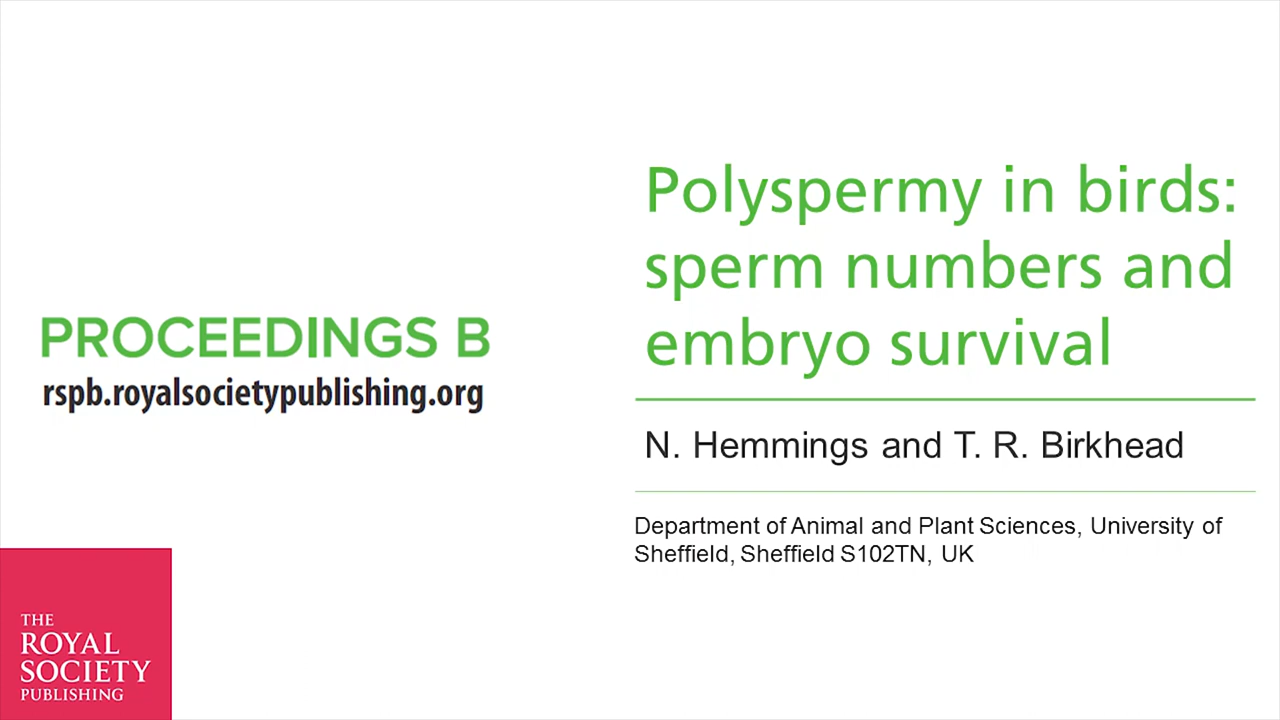 PROCEEDINGS B
rspb.royalsocietypublishing.org
THE
ROYAL
SOCIETY
PUBLISHING
Polyspermy in birds:
sperm numbers and
embryo survival
N. Hemmings and T. R. Birkhead
Department of Animal and Plant Sciences, University of
Sheffield, Sheffield S102TN, UK